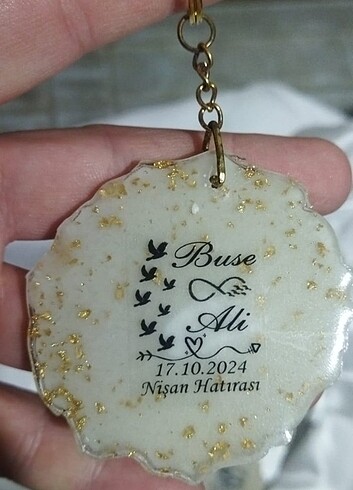 Buse
Ali
17.10.2024
Nişan Hatırası